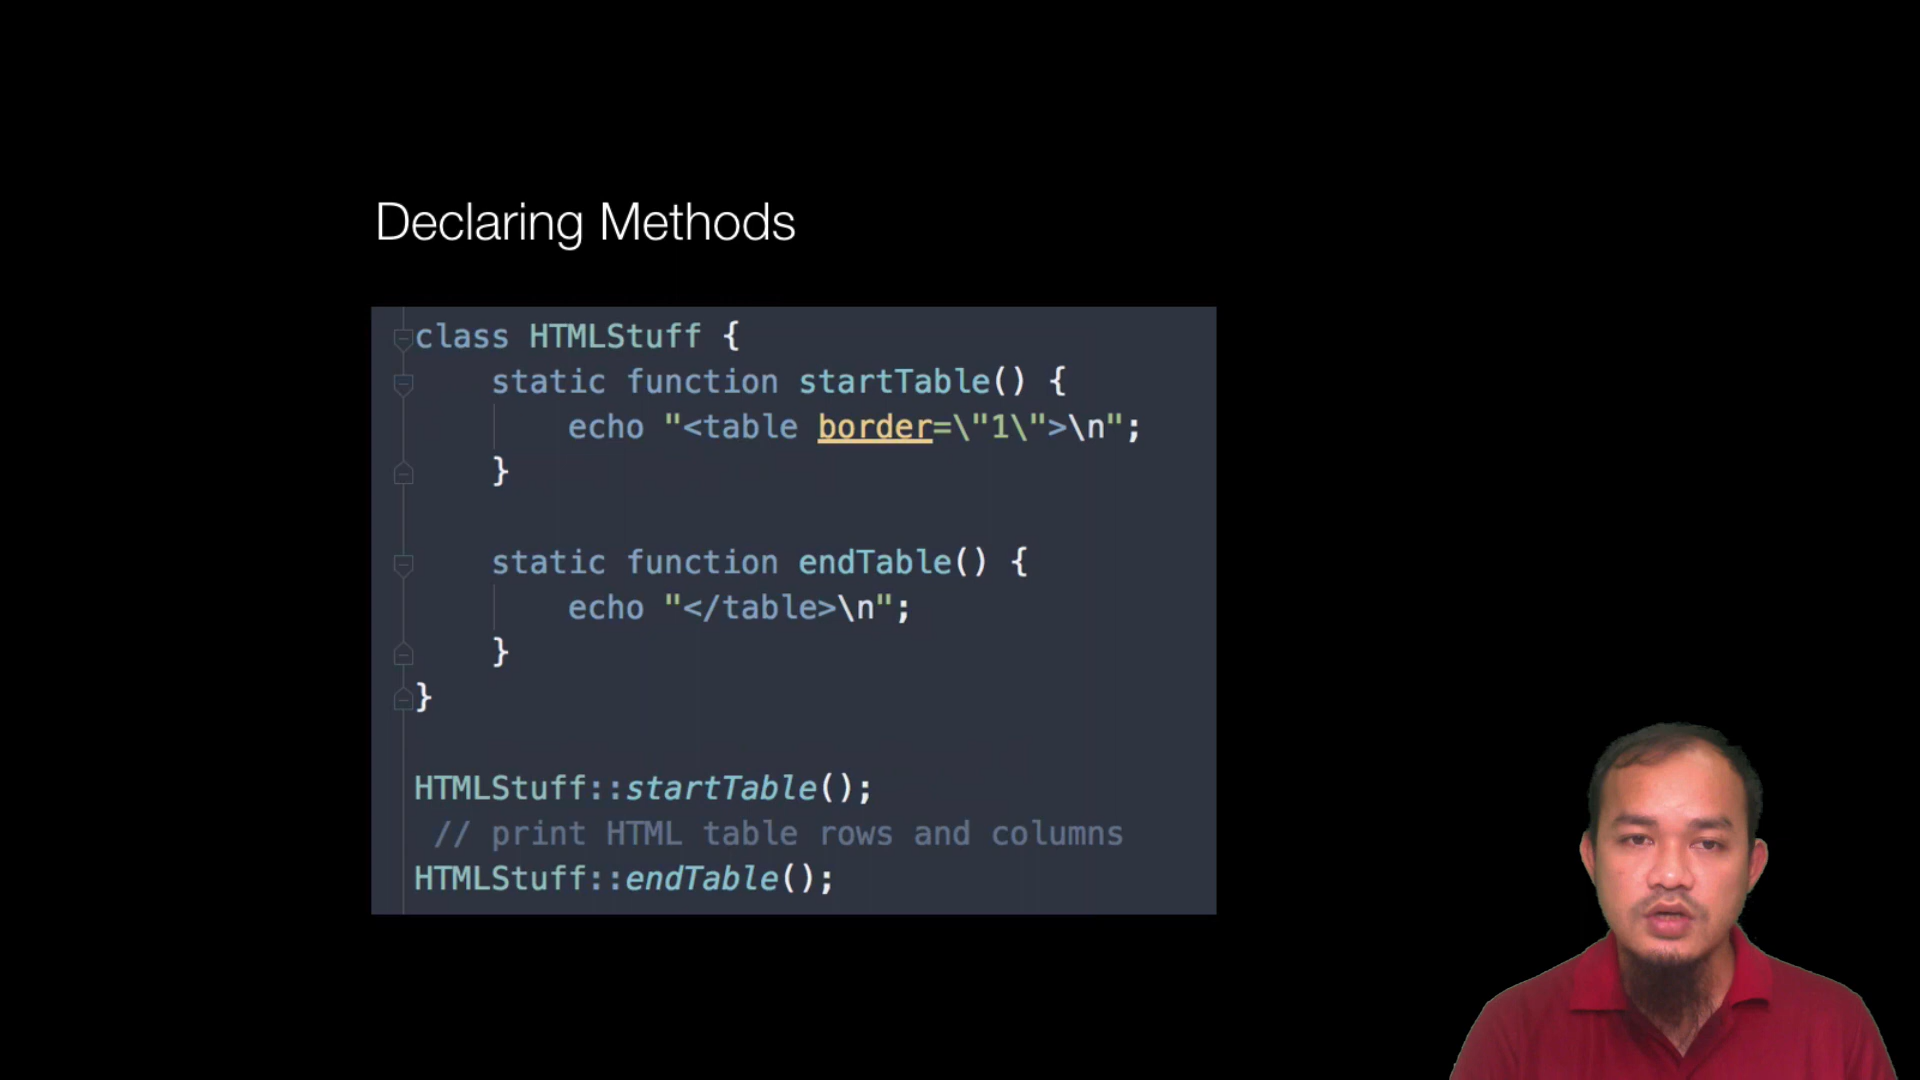 Declaring Methods
class HTMLStuff {
static function startTable() {
echo "<table border=\"1\">\n";
}
static function endTable() {
echo "</table>\n";
}
}
HTMLStuff::startTable();
// print HTML table rows and columns
HTMLStuff::endTable();